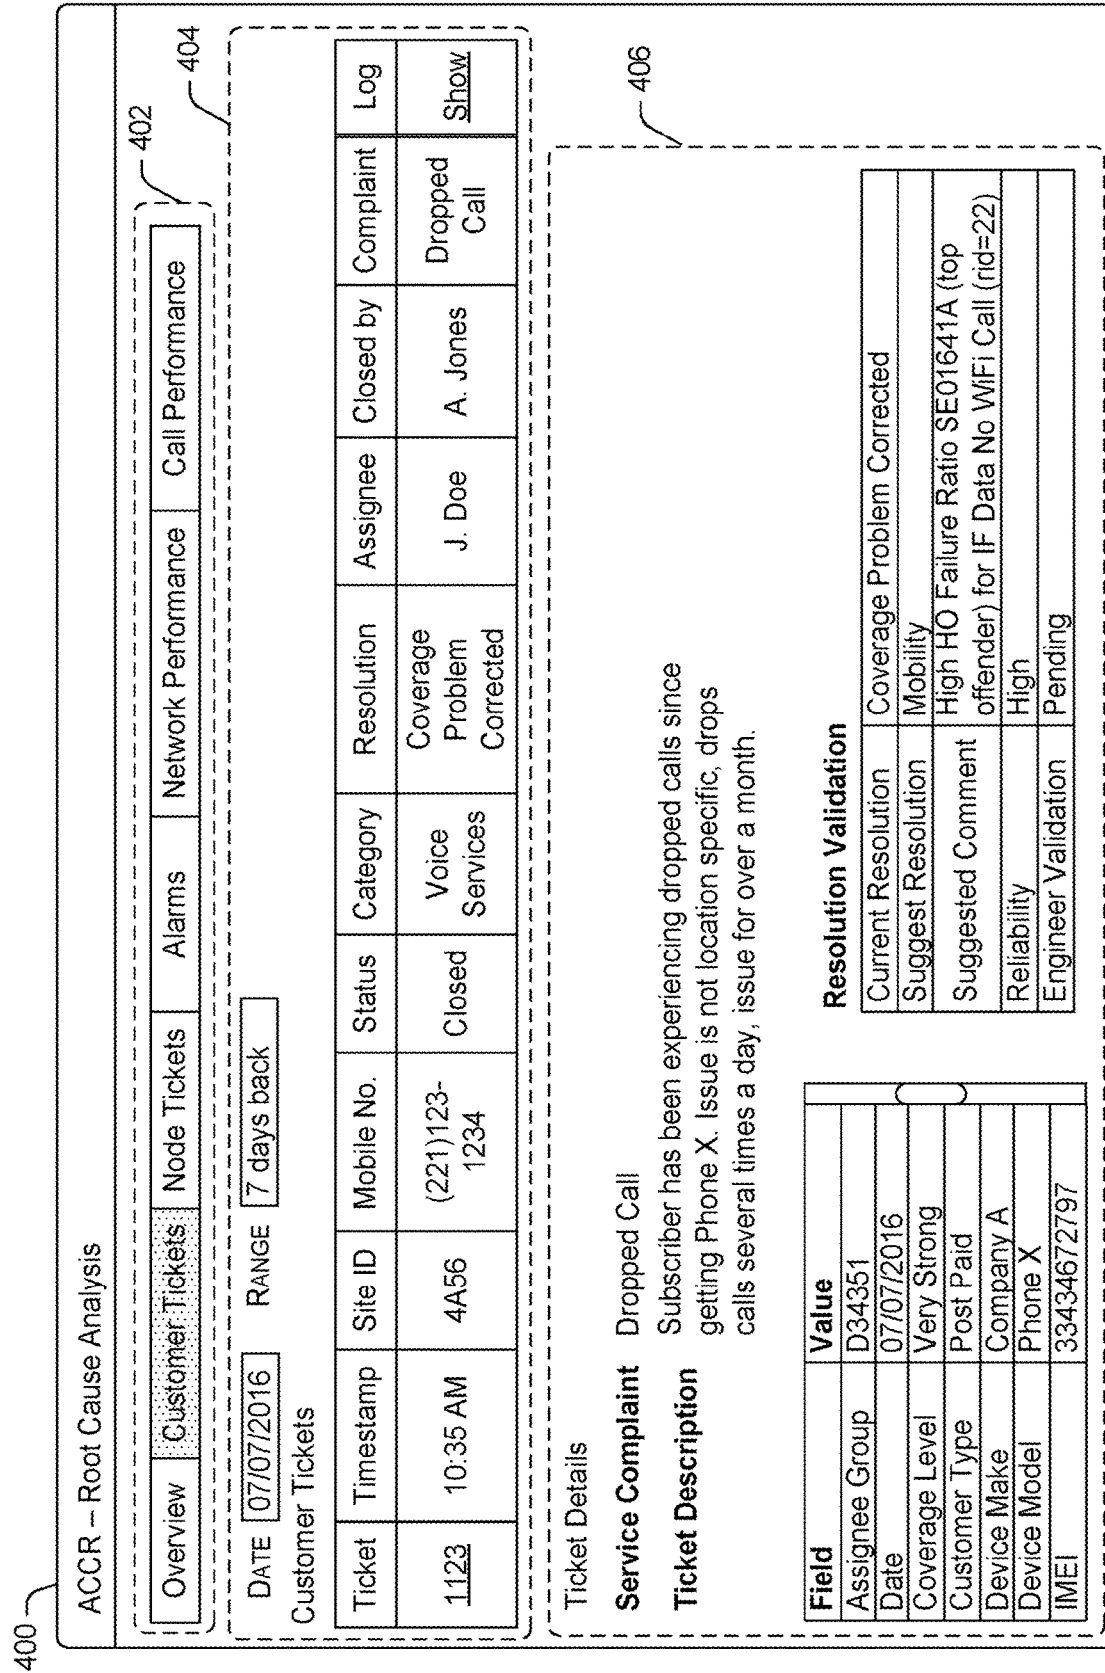 400
ACCR – Root Cause Analysis
402
Overview Customer Tickets Node Tickets Alarms Network Performance Call Performance
404
DATE 07/07/2016 RANGE 7 days back
Customer Tickets
Ticket Timestamp Site ID Mobile No. Status Category Resolution Assignee Closed by Complaint Log
1123 10:35 AM 4A56 (221)123- Closed Voice Coverage J. Doe A. Jones Dropped Show
1234 Services Problem Call
Corrected
406
Ticket Details
Service Complaint Dropped Call
Ticket Description Subscriber has been experiencing dropped calls since
getting Phone X. Issue is not location specific, drops
calls several times a day, issue for over a month.
Field Value
Assignee Group D34351
Date 07/07/2016
Coverage Level Very Strong
Customer Type Post Paid
Device Make Company A
Device Model Phone X
IMEI 33434672797
Resolution Validation
Current Resolution Coverage Problem Corrected
Suggest Resolution Mobility
Suggested Comment High HO Failure Ratio SE01641A (top
offender) for IF Data No WiFi Call (rid=22)
Reliability High
Engineer Validation Pending